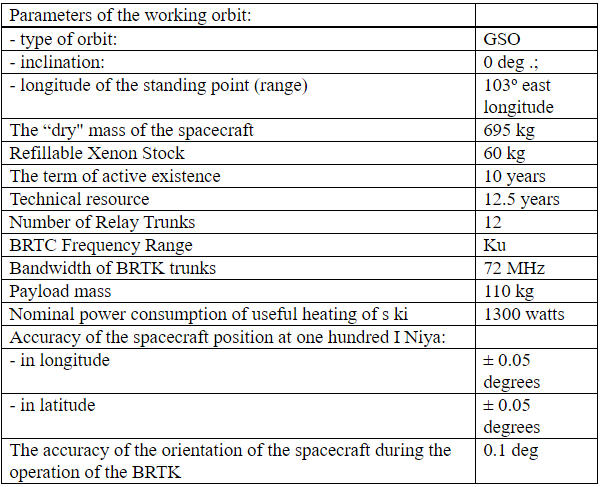 Parameters of the working orbit:
- type of orbit: GSO
- inclination: 0 deg .;
- longitude of the standing point (range) 103º east
longitude
The “dry" mass of the spacecraft 695 kg
Refillable Xenon Stock 60 kg
The term of active existence 10 years
Technical resource 12.5 years
Number of Relay Trunks 12
BRTC Frequency Range Ku
Bandwidth of BRTK trunks 72 MHz
Payload mass 110 kg
Nominal power consumption of useful heating of s ki 1300 watts
Accuracy of the spacecraft position at one hundred I Niya:
- in longitude ± 0.05
degrees
- in latitude ± 0.05
degrees
The accuracy of the orientation of the spacecraft during the 0.1 deg
operation of the BRTK